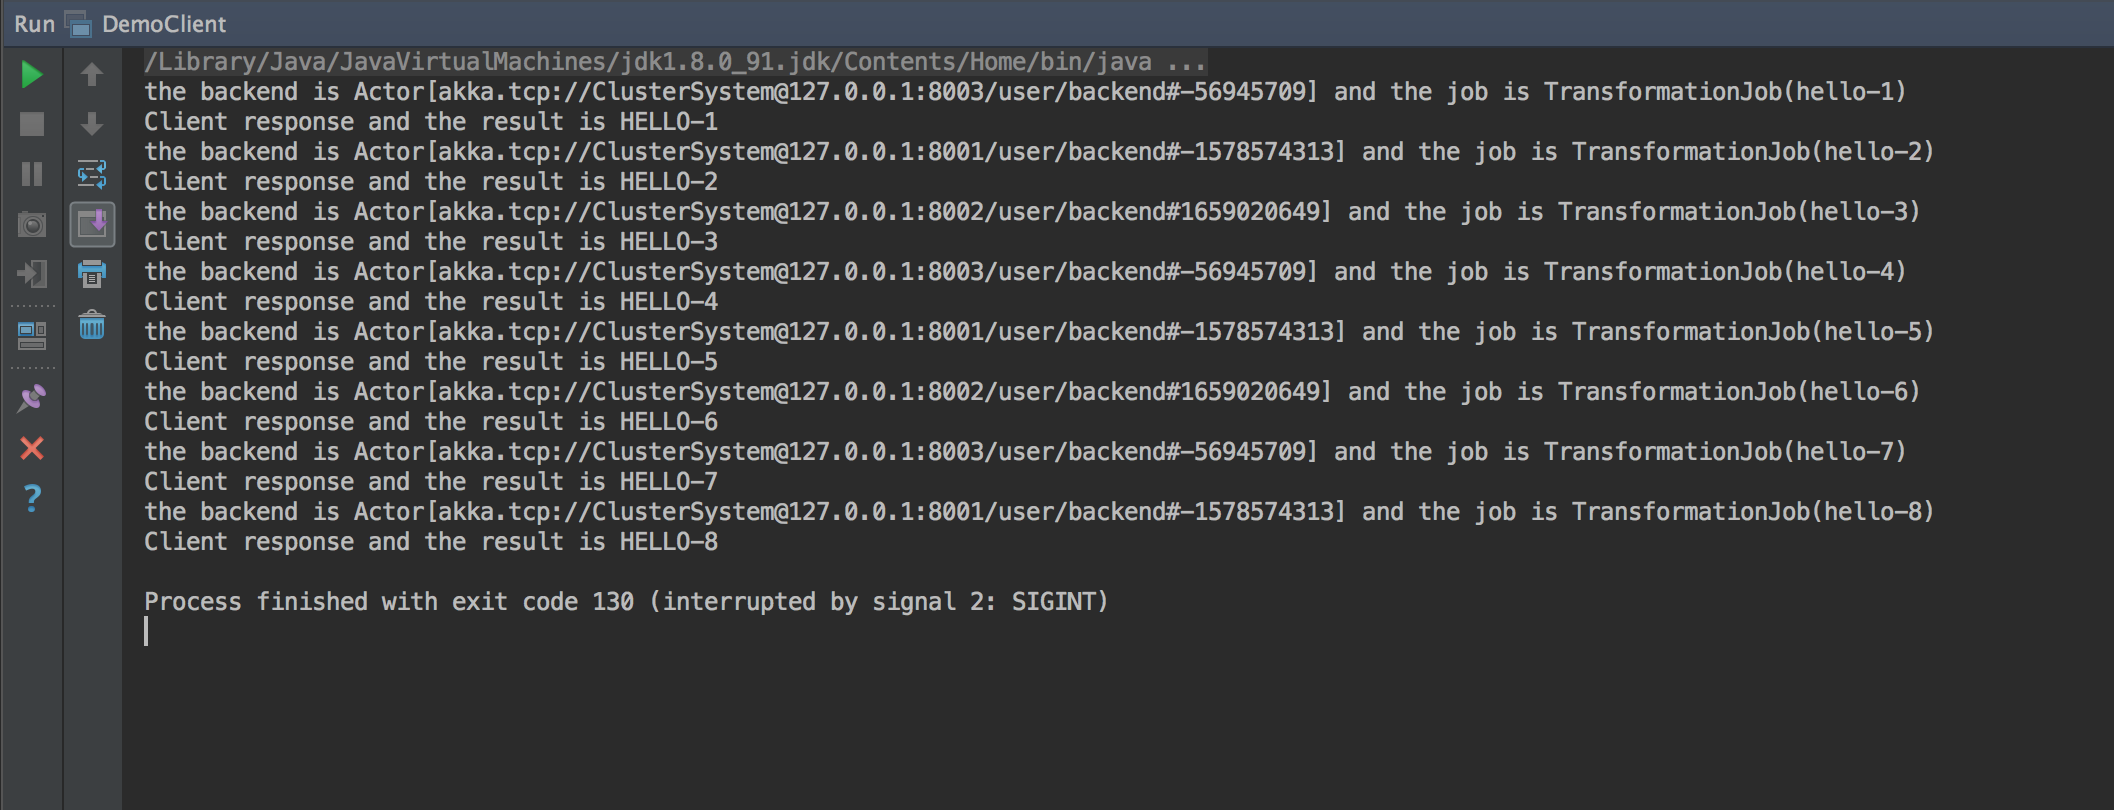 Run DemoClient
/Library/Java/JavaVirtualMachines/jdk1.8.0_91.jdk/Contents/Home/bin/java ...
the backend is Actor[akka.tcp://ClusterSystem@127.0.0.1:8003/user/backend#-56945709] and the job is TransformationJob(hello-1)
Client response and the result is HELLO-1
the backend is Actor[akka.tcp://ClusterSystem@127.0.0.1:8001/user/backend#-1578574313] and the job is TransformationJob(hello-2)
Client response and the result is HELLO-2
the backend is Actor[akka.tcp://ClusterSystem@127.0.0.1:8002/user/backend#1659020649] and the job is TransformationJob(hello-3)
Client response and the result is HELLO-3
the backend is Actor[akka.tcp://ClusterSystem@127.0.0.1:8003/user/backend#-56945709] and the job is TransformationJob(hello-4)
Client response and the result is HELLO-4
the backend is Actor[akka.tcp://ClusterSystem@127.0.0.1:8001/user/backend#-1578574313] and the job is TransformationJob(hello-5)
Client response and the result is HELLO-5
the backend is Actor[akka.tcp://ClusterSystem@127.0.0.1:8002/user/backend#1659020649] and the job is TransformationJob(hello-6)
Client response and the result is HELLO-6
the backend is Actor[akka.tcp://ClusterSystem@127.0.0.1:8003/user/backend#-56945709] and the job is TransformationJob(hello-7)
Client response and the result is HELLO-7
the backend is Actor[akka.tcp://ClusterSystem@127.0.0.1:8001/user/backend#-1578574313] and the job is TransformationJob(hello-8)
Client response and the result is HELLO-8
Process finished with exit code 130 (interrupted by signal 2: SIGINT)